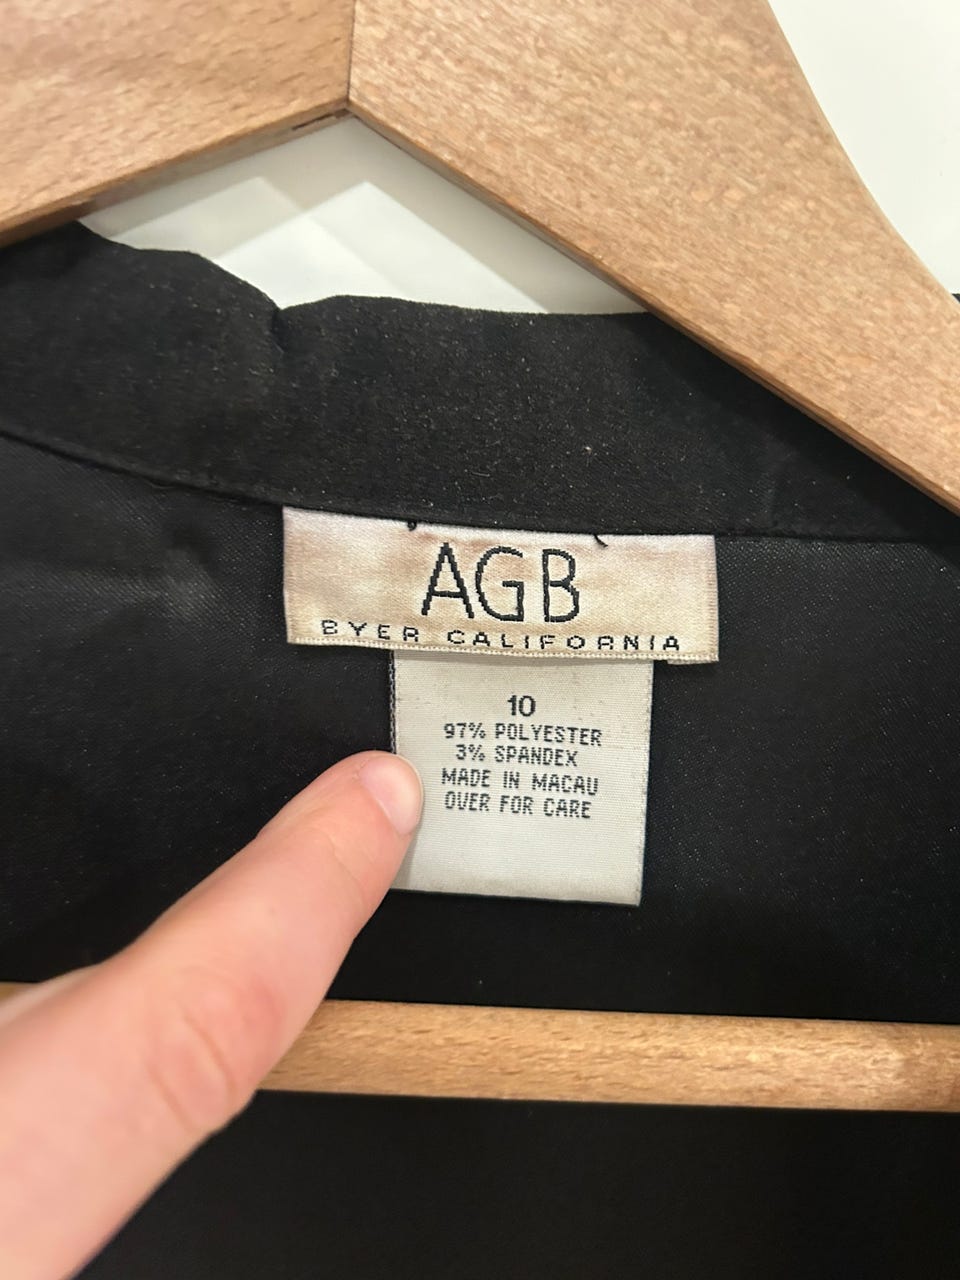 AGB
BYER CALIFORNIA
10
97% POLYESTER
3% SPANDEX
MADE IN MACAU
OVER FOR CARE